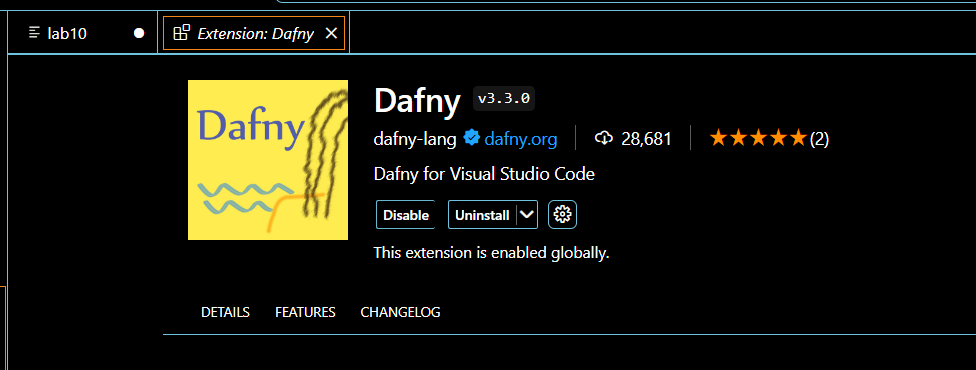 lab10
Extension: Dafny
Dafny
Dafny v3.3.0
dafny-lang dafny.org 28,681 (2)
Dafny for Visual Studio Code
Disable Uninstall
This extension is enabled globally.
DETAILS FEATURES CHANGELOG